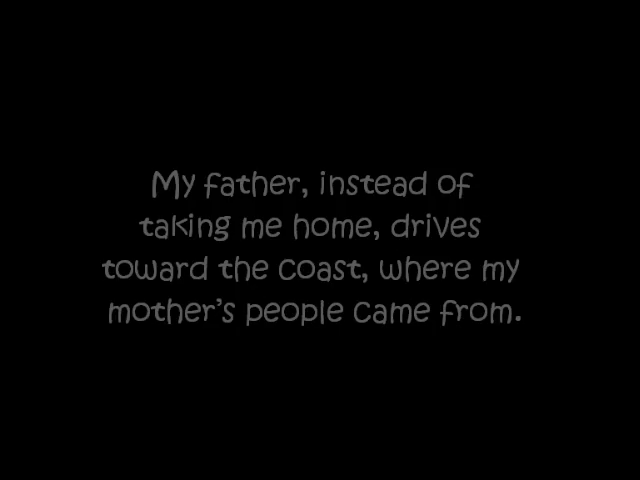 My father, instead of
taking me home, drives
toward the coast, where my
mother's people came from.